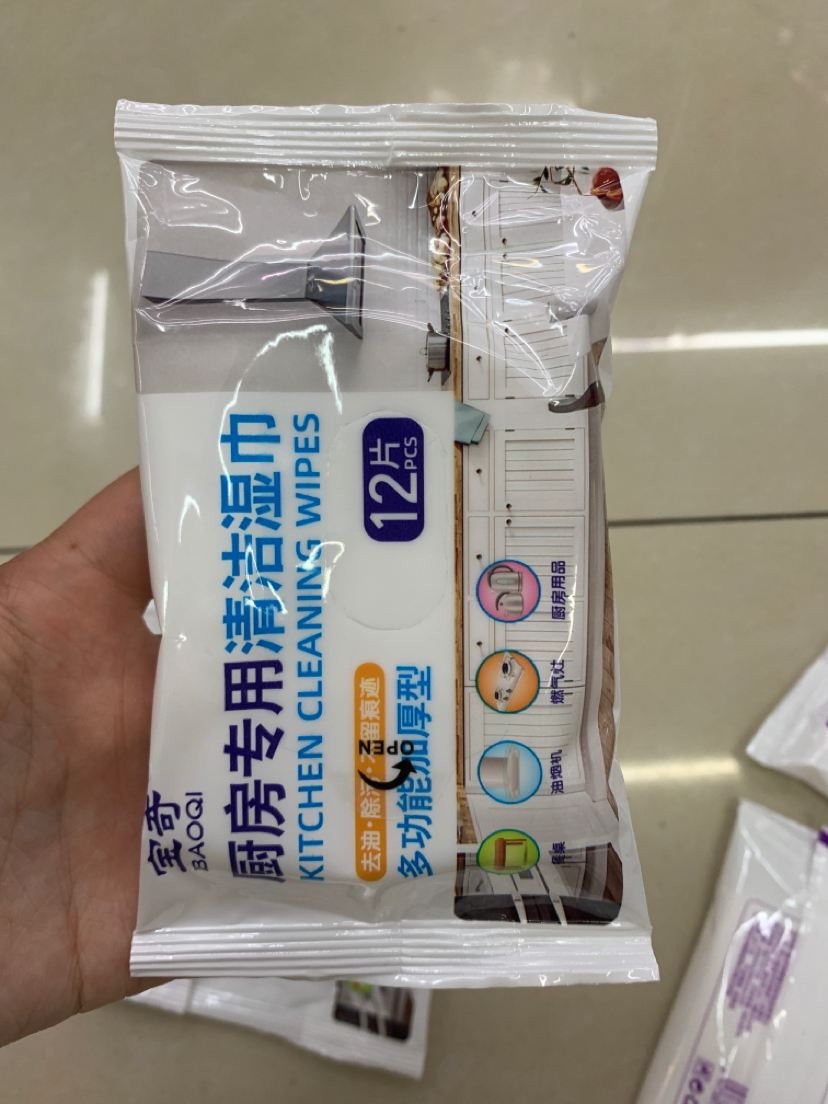 宝奇
BAOQI
厨房专用清洁湿巾
KITCHEN CLEANING WIPES
去油·除污·不留痕迹
多功能加厚型
OPEN
12片
PCS
餐桌
油烟机
燃气灶
厨房用品